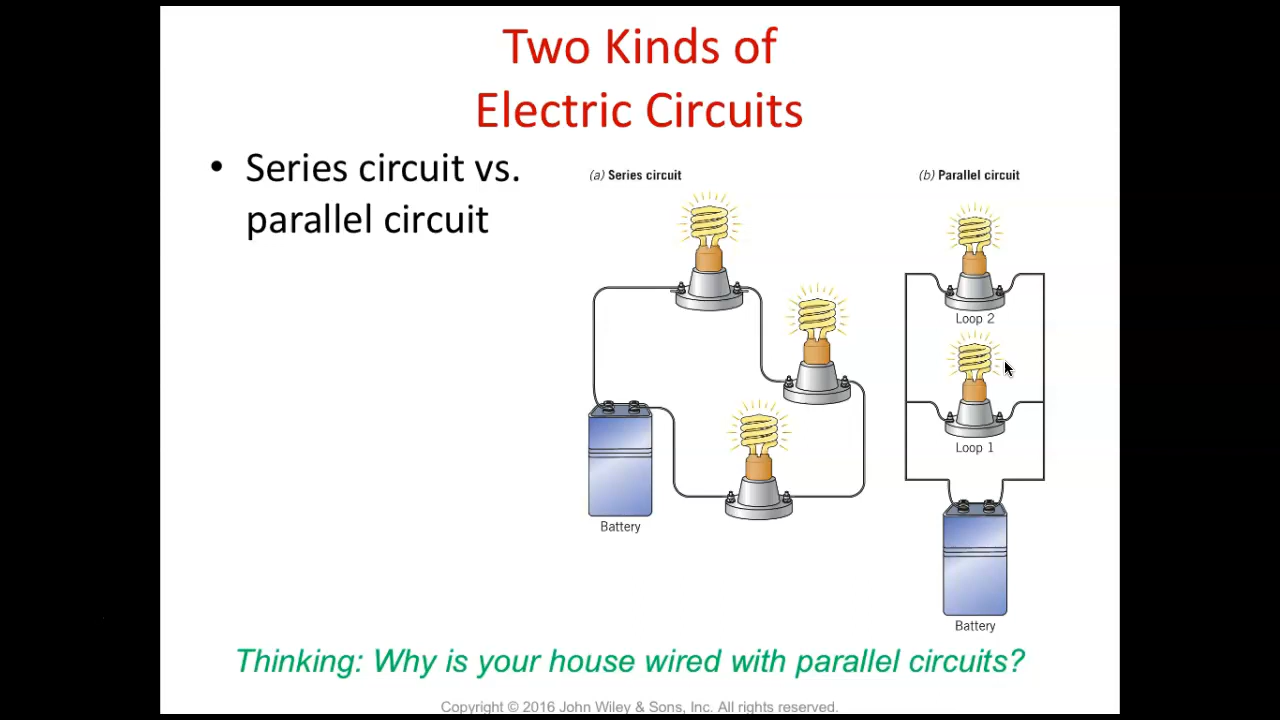 Two Kinds of
Electric Circuits
• Series circuit vs.
parallel circuit
(a) Series circuit
(b) Parallel circuit
Loop 2
Loop 1
Battery
Battery
Thinking: Why is your house wired with parallel circuits?
Copyright © 2016 John Wiley & Sons, Inc. All rights reserved.